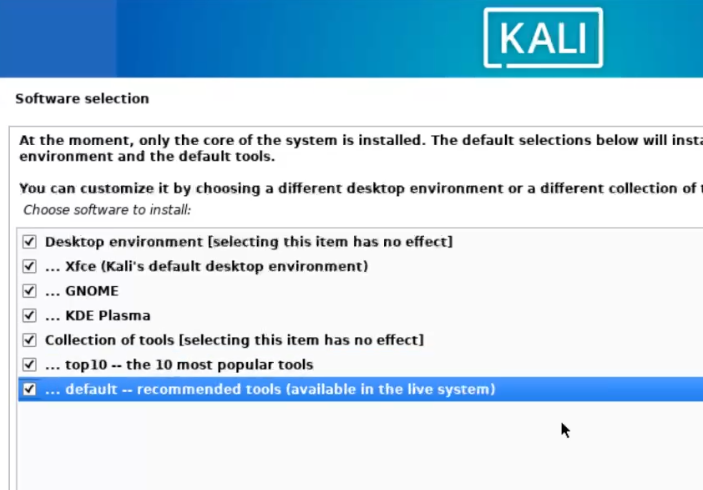 KALI
Software selection
At the moment, only the core of the system is installed. The default selections below will
environment and the default tools.
You can customize it by choosing a different desktop environment or a different collection of
Choose software to install:
Desktop environment [selecting this item has no effect]
... Xfce (Kali's default desktop environment)
... GNOME
... KDE Plasma
Collection of tools [selecting this item has no effect]
... top10 -- the 10 most popular tools
... default -- recommended tools (available in the live system)